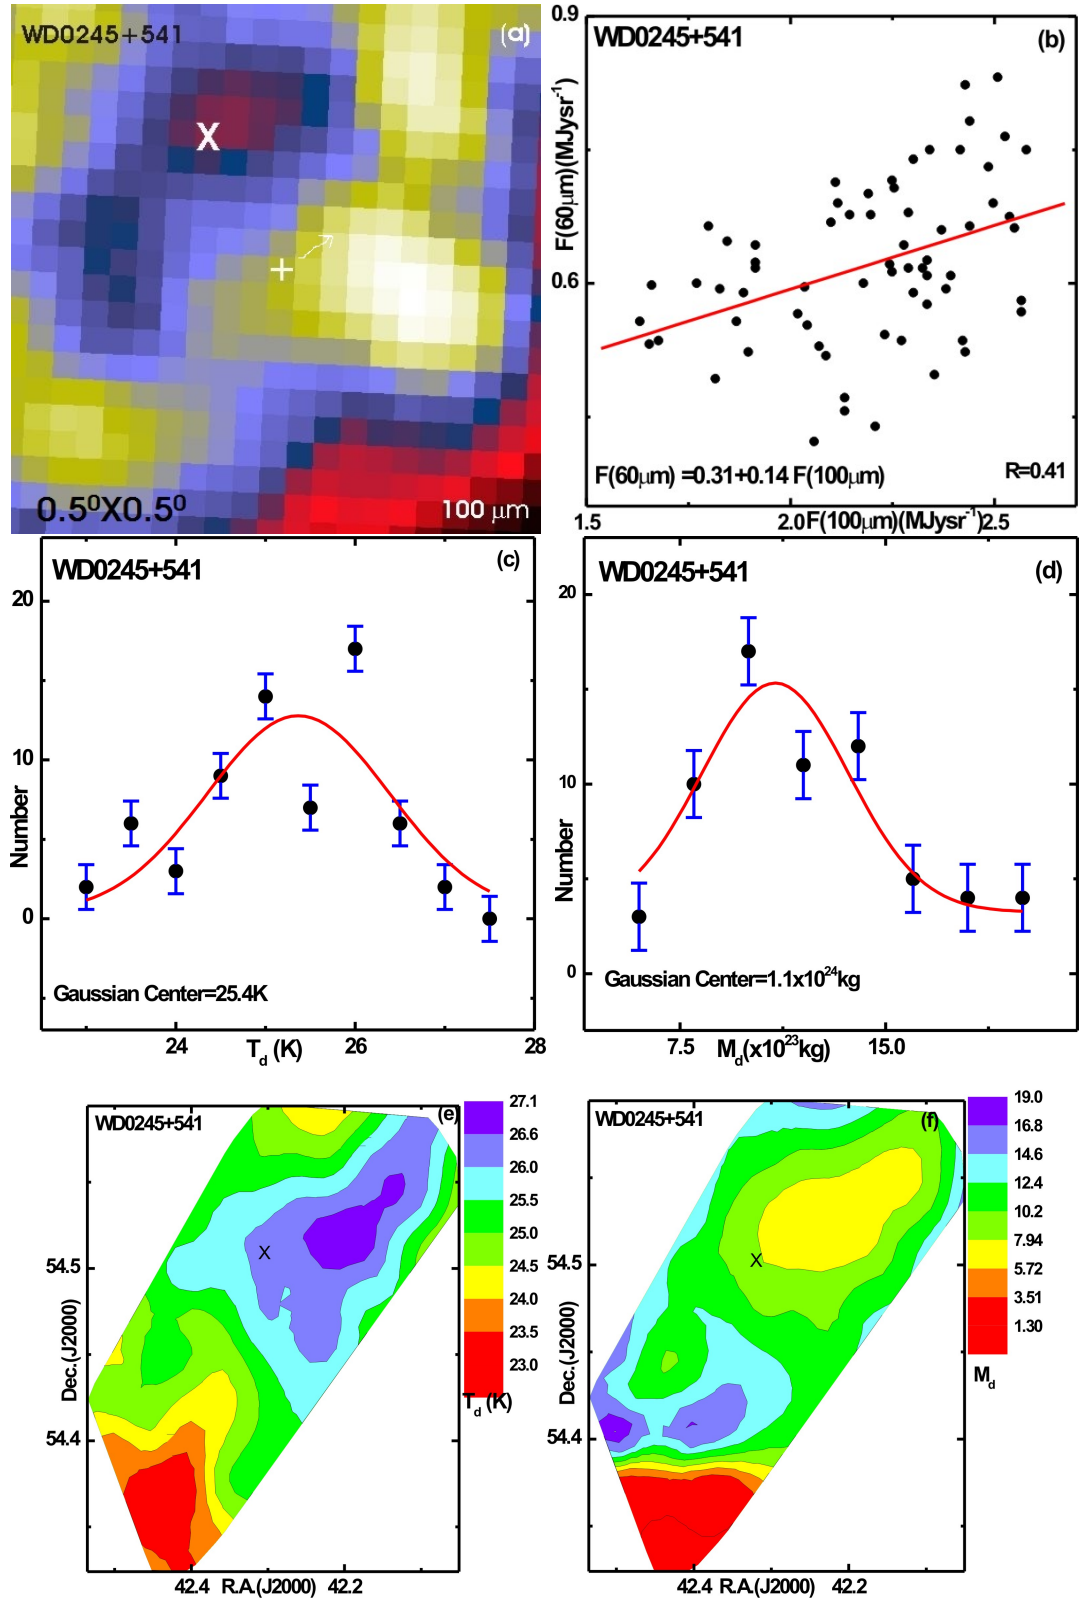 WD0245+541
(a)
X
+
0.5⁰X0.5⁰
100 μm
WD0245+541
(b)
0.9
0.6
F(60μm)(MJysr⁻¹)
F(60μm) =0.31+0.14 F(100μm)
R=0.41
1.5
2.0
F(100μm)(MJysr⁻¹)
2.5
WD0245+541
(c)
20
10
0
Number
Gaussian Center=25.4K
24
26
28
T_d (K)
WD0245+541
(d)
20
10
0
Number
Gaussian Center=1.1x10²⁴kg
7.5
M_d(x10²³kg)
15.0
WD0245+541
(e)
X
54.5
54.4
Dec.(J2000)
42.4
R.A.(J2000)
42.2
27.1
26.6
26.0
25.5
25.0
24.5
24.0
23.5
23.0
T_d (K)
WD0245+541
(f)
X
54.5
54.4
Dec.(J2000)
42.4
R.A.(J2000)
42.2
19.0
16.8
14.6
12.4
10.2
7.94
5.72
3.51
1.30
M_d